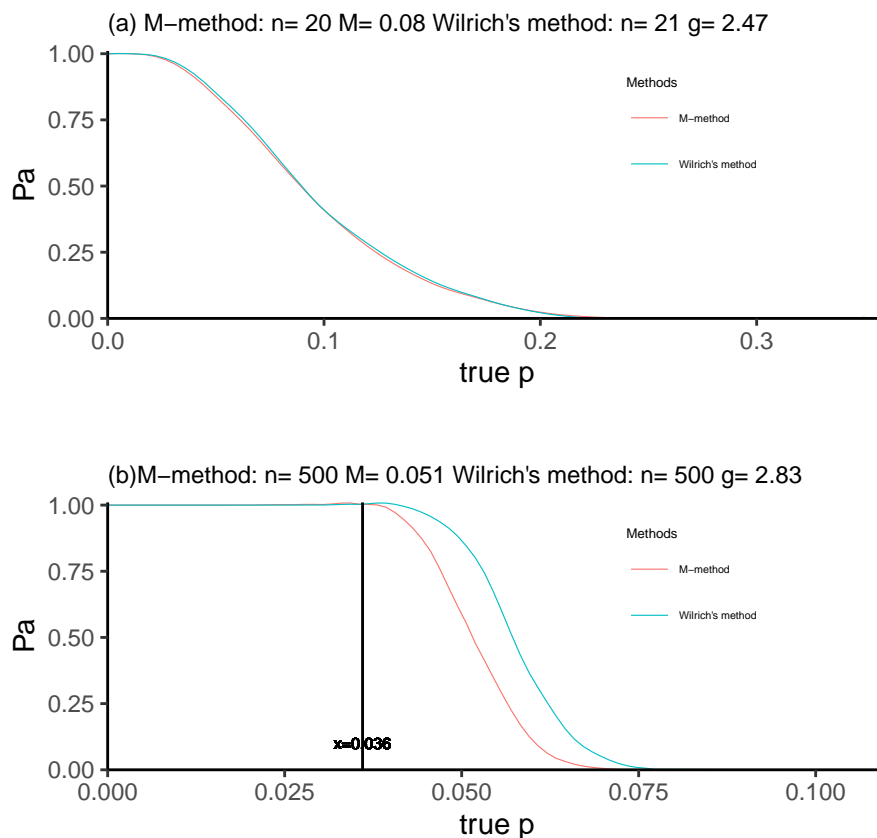 (a) M−method: n= 20 M= 0.08 Wilrich's method: n= 21 g= 2.47
1.00
0.75
0.50
0.25
0.00
Pa
Methods
M−method
Wilrich's method
0.0
0.1
0.2
0.3
true p
(b)M−method: n= 500 M= 0.051 Wilrich's method: n= 500 g= 2.83
1.00
0.75
0.50
0.25
0.00
Pa
Methods
M−method
Wilrich's method
x=0.036
0.000
0.025
0.050
0.075
0.100
true p